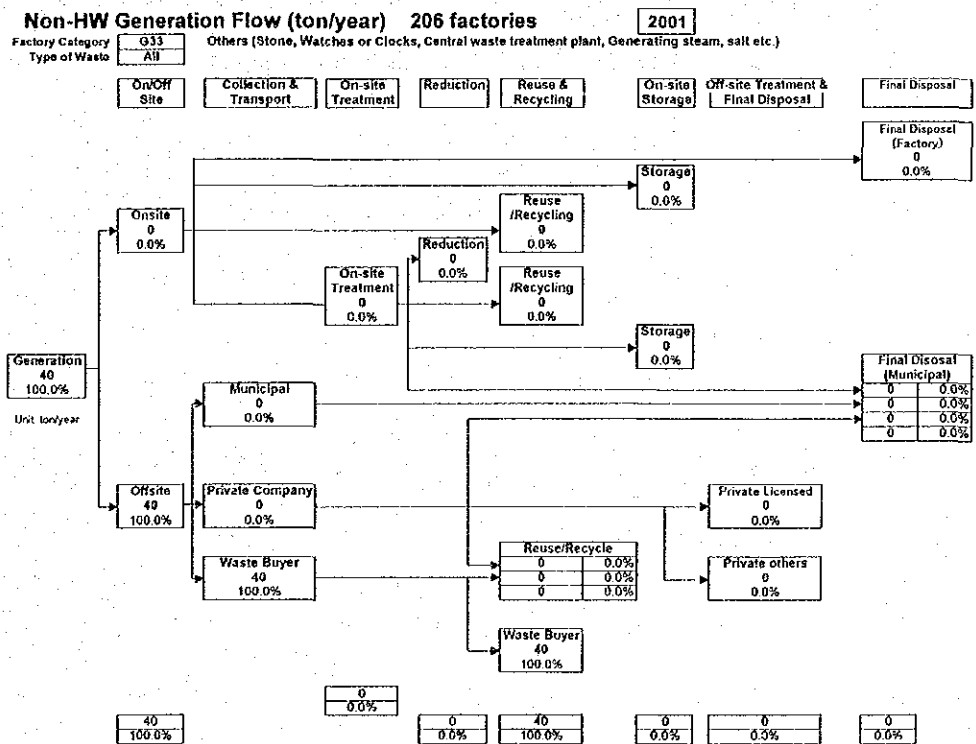 Non-HW Generation Flow (ton/year) 206 factories 2001
Factory Category G33 Others (Stone, Watches or Clocks, Central waste treatment plant, Generating steam, salt etc.)
Type of Waste All
On/Off Site
Collection & Transport
On-site Treatment
Reduction
Reuse & Recycling
On-site Storage
Off-site Treatment & Final Disposal
Final Disposal
Final Disposel
(Factory)
0
0.0%
Storage
0
0.0%
Onsite
0
0.0%
Reuse
/Recycling
0
0.0%
Reduction
0
0.0%
On-site
Treatment
0
0.0%
Reuse
/Recycling
0
0.0%
Storage
0
0.0%
Generation
40
100.0%
Unit ton/year
Final Disosal
(Municipal)
0 0.0%
0 0.0%
0 0.0%
0 0.0%
Municipal
0
0.0%
Offsite
40
100.0%
Private Company
0
0.0%
Private Licensed
0
0.0%
Waste Buyer
40
100.0%
Reuse/Recycle
0 0.0%
0 0.0%
0 0.0%
Private others
0
0.0%
Waste Buyer
40
100.0%
0
0.0%
40 0 40 0 0 0
100.0% 0.0% 100.0% 0.0% 0.0% 0.0%